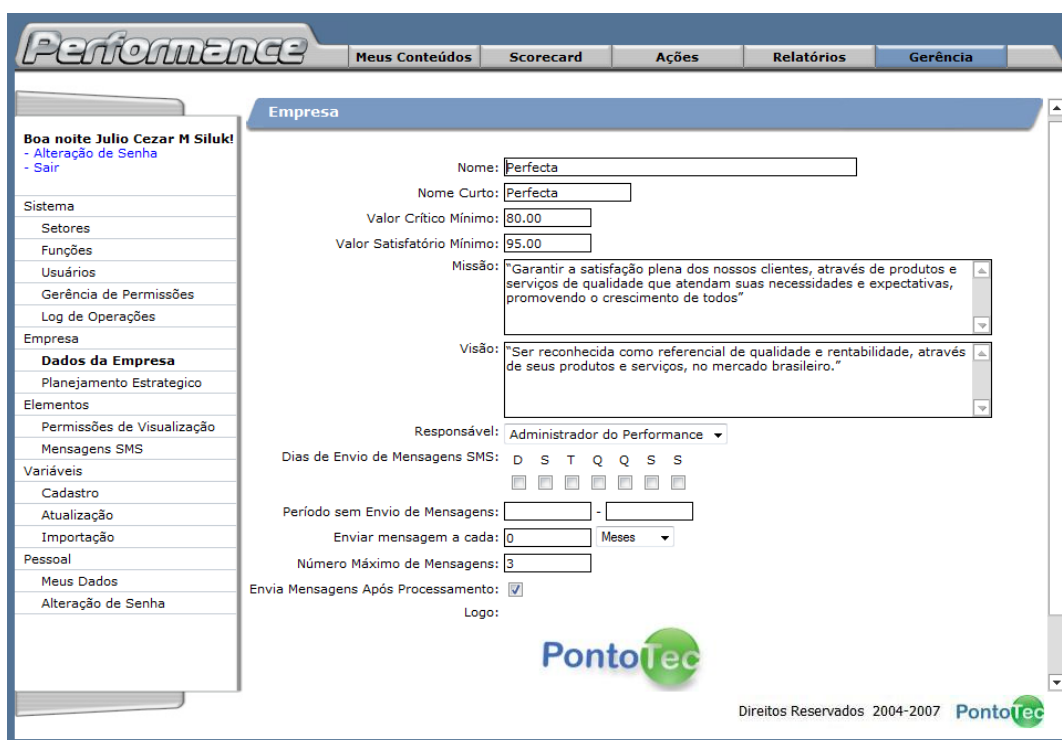 Performance
Meus Conteúdos Scorecard Ações Relatórios Gerência
Boa noite Julio Cezar M Siluk!
- Alteração de Senha
- Sair
Sistema
Setores
Funções
Usuários
Gerência de Permissões
Log de Operações
Empresa
Dados da Empresa
Planejamento Estrategico
Elementos
Permissões de Visualização
Mensagens SMS
Variáveis
Cadastro
Atualização
Importação
Pessoal
Meus Dados
Alteração de Senha
Empresa
Nome: Perfecta
Nome Curto: Perfecta
Valor Crítico Mínimo: 80.00
Valor Satisfatório Mínimo: 95.00
Missão: "Garantir a satisfação plena dos nossos clientes, através de produtos e
serviços de qualidade que atendam suas necessidades e expectativas,
promovendo o crescimento de todos"
Visão: "Ser reconhecida como referencial de qualidade e rentabilidade, através
de seus produtos e serviços, no mercado brasileiro."
Responsável: Administrador do Performance
Dias de Envio de Mensagens SMS: D S T Q Q S S
Período sem Envio de Mensagens: -
Enviar mensagem a cada: 0 Meses
Número Máximo de Mensagens: 3
Envia Mensagens Após Processamento:
Logo:
PontoTec
Direitos Reservados 2004-2007 PontoTec